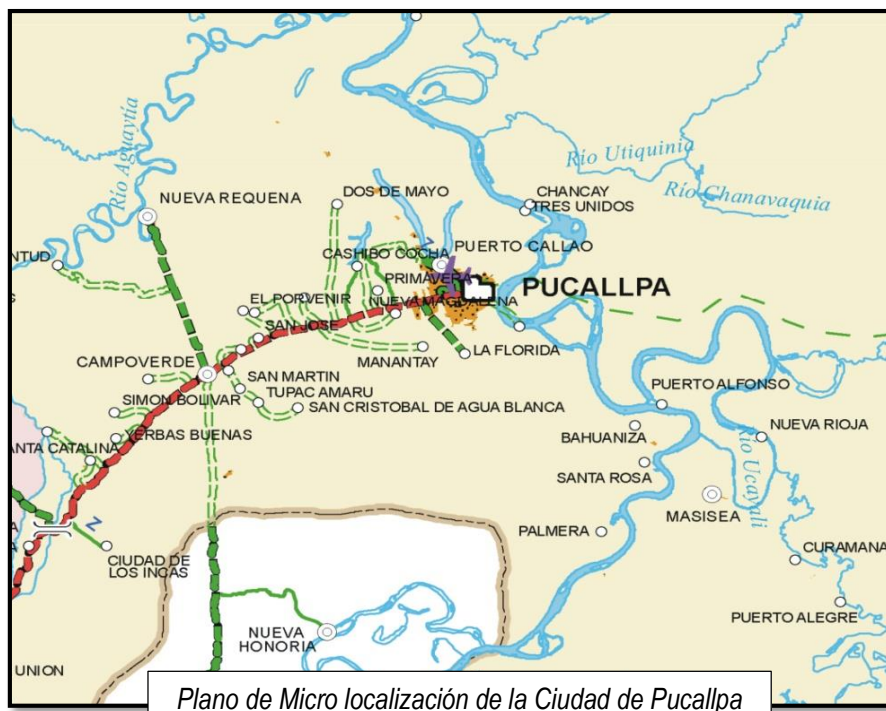 Río Aguaytía
Río Utiquinia
Río Chanavaquia
NUEVA REQUENA
DOS DE MAYO
CHANCAY
TRES UNIDOS
NTUD
CASHIBO COCHA
PUERTO CALLAO
PRIMAVERA
PUCALLPA
EL PORVENIR
NUEVA MAGDALENA
SAN JOSE
CAMPOVERDE
MANANTAY
LA FLORIDA
SAN MARTIN
TUPAC AMARU
SIMON BOLIVAR
SAN CRISTOBAL DE AGUA BLANCA
PUERTO ALFONSO
YERBAS BUENAS
ANTA CATALINA
BAHUANIZA
NUEVA RIOJA
Río Ucayali
SANTA ROSA
MASISEA
PALMERA
CIUDAD DE
LOS INCAS
CURAMANA
PUERTO ALEGRE
NUEVA
HONORIA
UNION
Plano de Micro localización de la Ciudad de Pucallpa